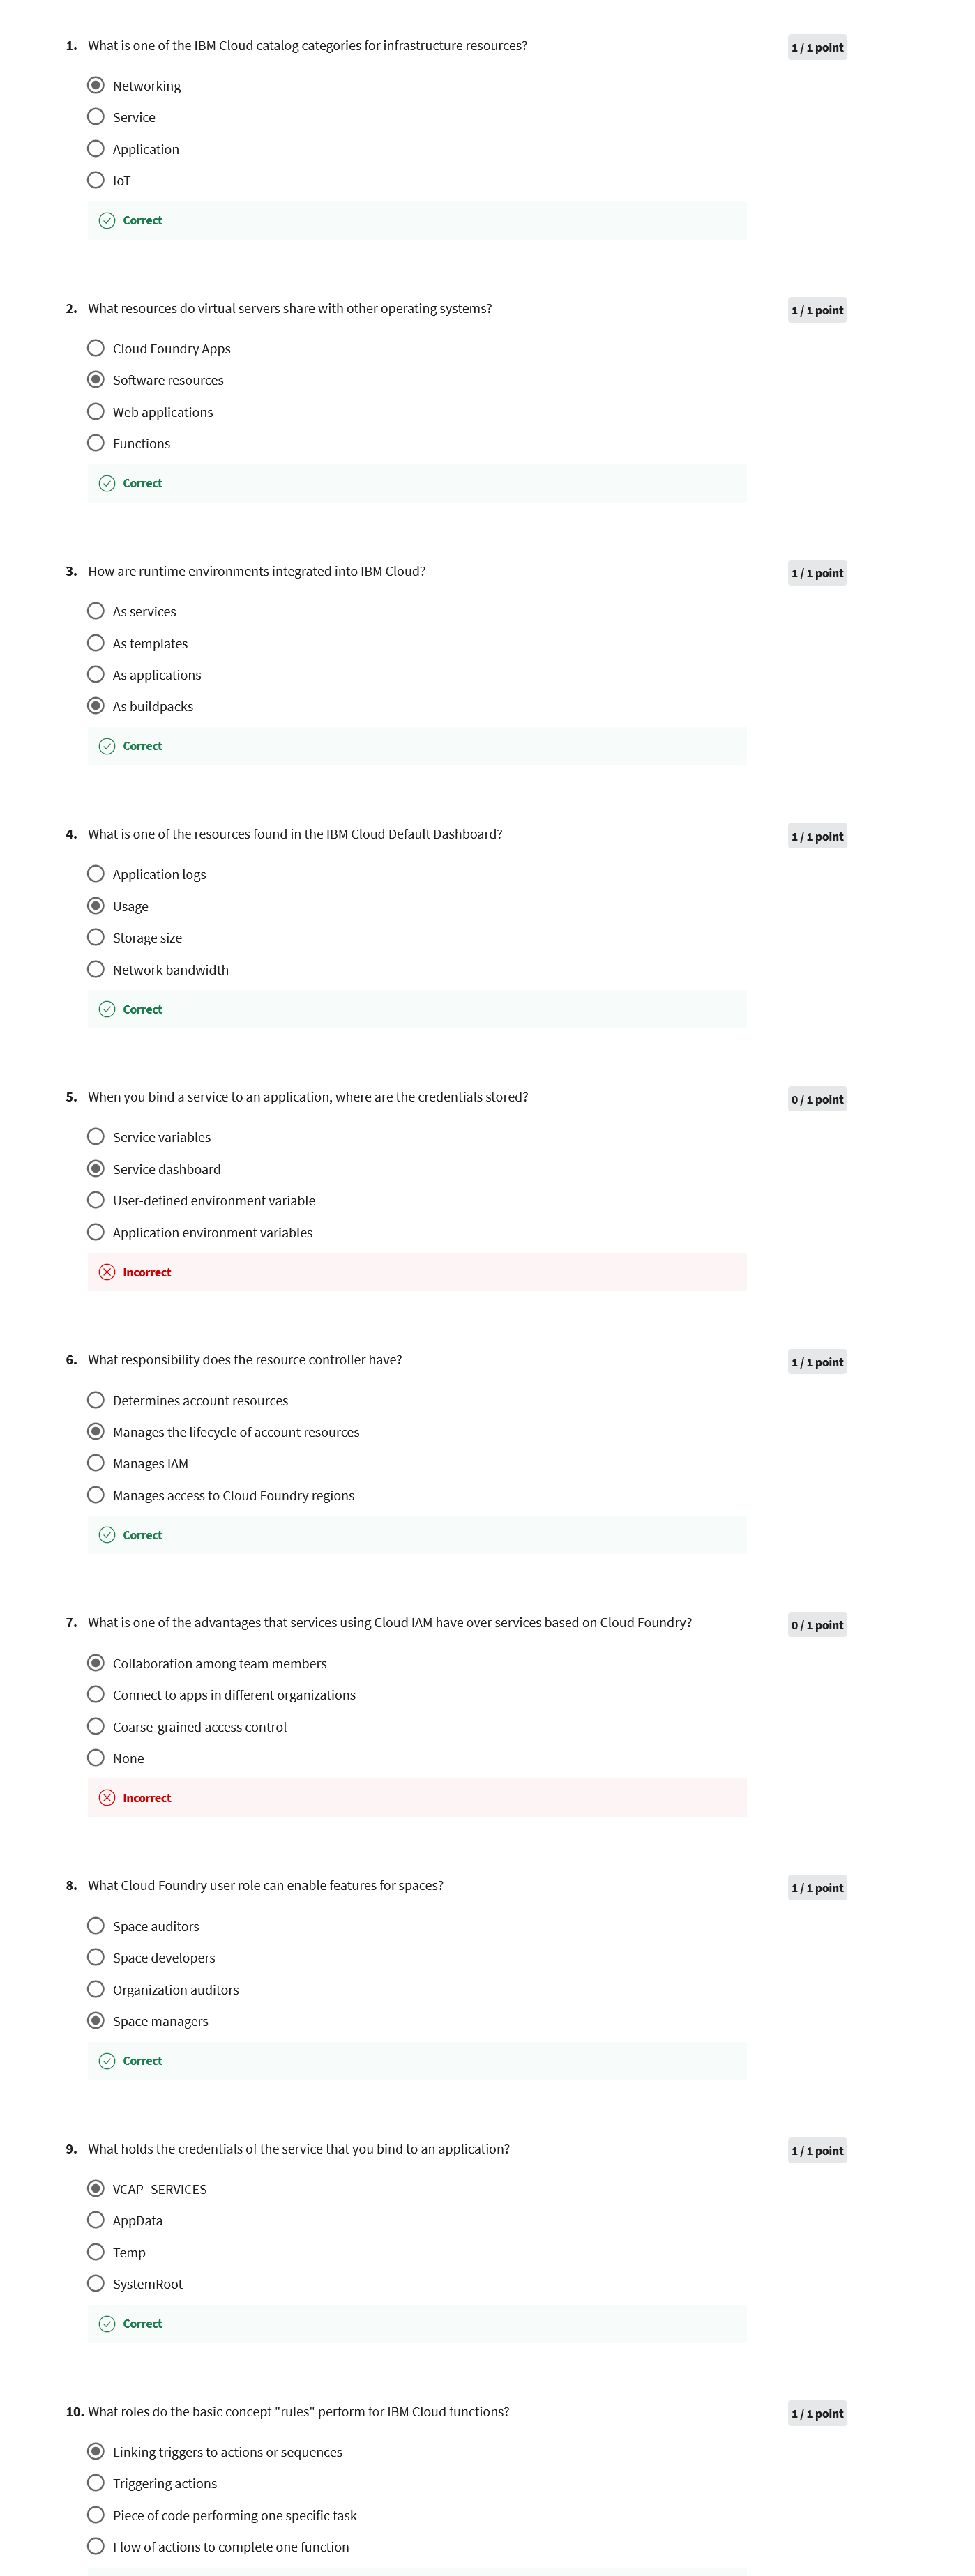 1. What is one of the IBM Cloud catalog categories for infrastructure resources?
1 / 1 point
Networking
Service
Application
IoT
Correct
2. What resources do virtual servers share with other operating systems?
1 / 1 point
Cloud Foundry Apps
Software resources
Web applications
Functions
Correct
3. How are runtime environments integrated into IBM Cloud?
1 / 1 point
As services
As templates
As applications
As buildpacks
Correct
4. What is one of the resources found in the IBM Cloud Default Dashboard?
1 / 1 point
Application logs
Usage
Storage size
Network bandwidth
Correct
5. When you bind a service to an application, where are the credentials stored?
0 / 1 point
Service variables
Service dashboard
User-defined environment variable
Application environment variables
Incorrect
6. What responsibility does the resource controller have?
1 / 1 point
Determines account resources
Manages the lifecycle of account resources
Manages IAM
Manages access to Cloud Foundry regions
Correct
7. What is one of the advantages that services using Cloud IAM have over services based on Cloud Foundry?
0 / 1 point
Collaboration among team members
Connect to apps in different organizations
Coarse-grained access control
None
Incorrect
8. What Cloud Foundry user role can enable features for spaces?
1 / 1 point
Space auditors
Space developers
Organization auditors
Space managers
Correct
9. What holds the credentials of the service that you bind to an application?
1 / 1 point
VCAP_SERVICES
AppData
Temp
SystemRoot
Correct
10. What roles do the basic concept "rules" perform for IBM Cloud functions?
1 / 1 point
Linking triggers to actions or sequences
Triggering actions
Piece of code performing one specific task
Flow of actions to complete one function